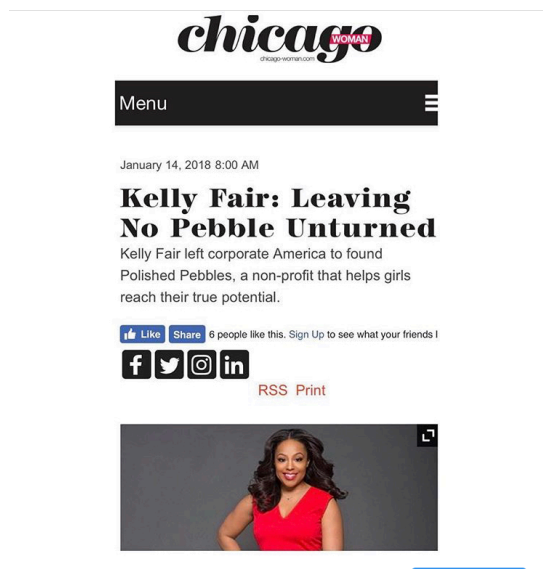 chicago
WOMAN
chicago-woman.com
Menu
January 14, 2018 8:00 AM
Kelly Fair: Leaving
No Pebble Unturned
Kelly Fair left corporate America to found
Polished Pebbles, a non-profit that helps girls
reach their true potential.
Like Share 6 people like this. Sign Up to see what your friends l
RSS Print